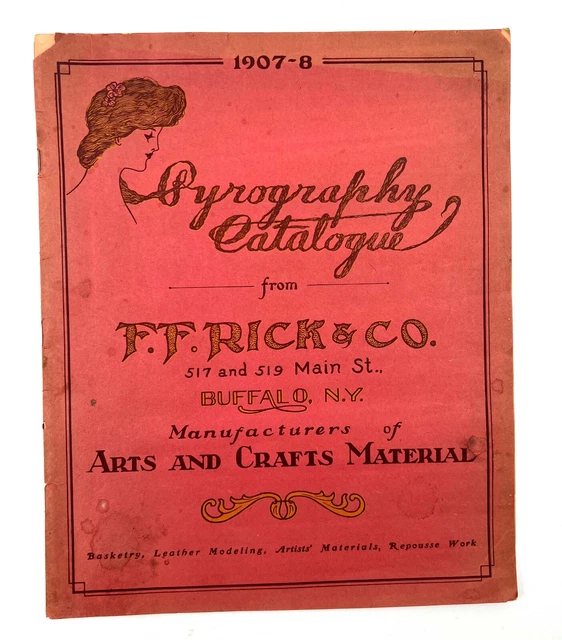 1907-8
Pyrography
Catalogue
from
F.F. RICK & CO.
517 and 519 Main St.,
BUFFALO, N.Y.
Manufacturers of
ARTS AND CRAFTS MATERIAL
Basketry, Leather Modeling, Artists' Materials, Repousse Work